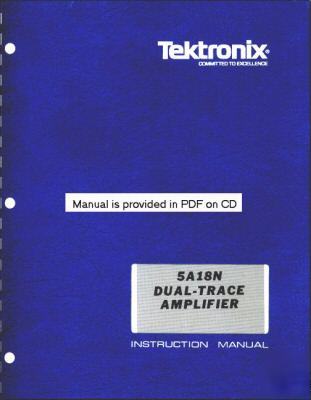 Tektronix®
COMMITTED TO EXCELLENCE
Manual is provided in PDF on CD
5A18N
DUAL-TRACE
AMPLIFIER
INSTRUCTION MANUAL